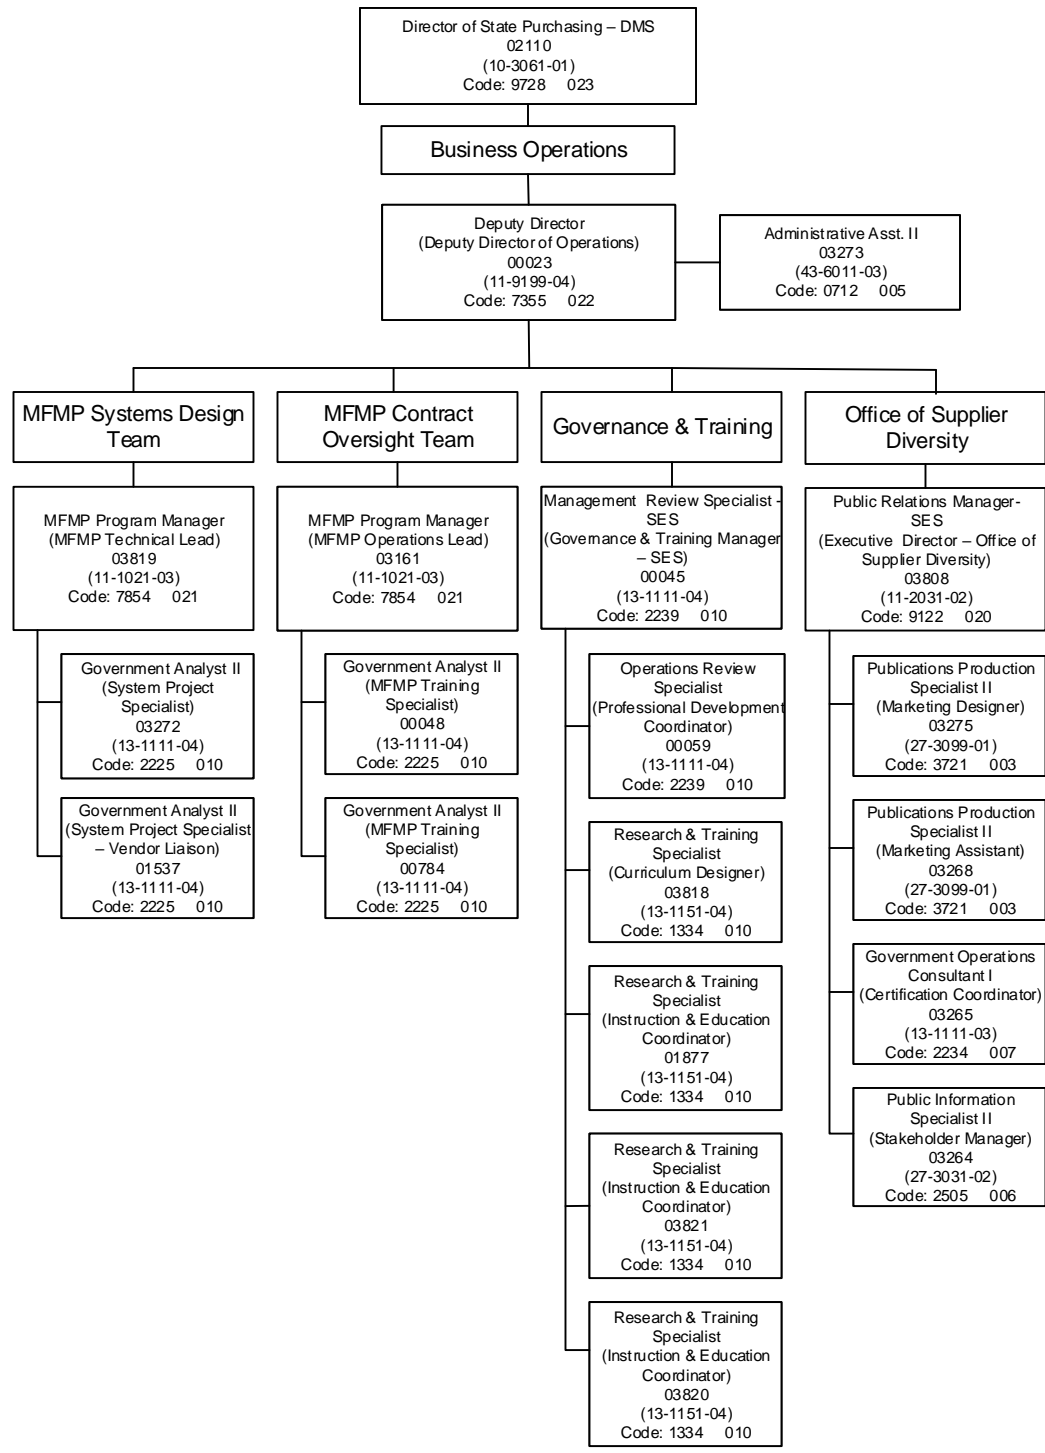 Director of State Purchasing – DMS
02110
(10-3061-01)
Code: 9728 023
Business Operations
Deputy Director
(Deputy Director of Operations)
00023
(11-9199-04)
Code: 7355 022
Administrative Asst. II
03273
(43-6011-03)
Code: 0712 005
MFMP Systems Design
Team
MFMP Program Manager
(MFMP Technical Lead)
03819
(11-1021-03)
Code: 7854 021
Government Analyst II
(System Project
Specialist)
03272
(13-1111-04)
Code: 2225 010
Government Analyst II
(System Project Specialist
– Vendor Liaison)
01537
(13-1111-04)
Code: 2225 010
MFMP Contract
Oversight Team
MFMP Program Manager
(MFMP Operations Lead)
03161
(11-1021-03)
Code: 7854 021
Government Analyst II
(MFMP Training
Specialist)
00048
(13-1111-04)
Code: 2225 010
Government Analyst II
(MFMP Training
Specialist)
00784
(13-1111-04)
Code: 2225 010
Governance & Training
Management Review Specialist -
SES
(Governance & Training Manager
– SES)
00045
(13-1111-04)
Code: 2239 010
Operations Review
Specialist
(Professional Development
Coordinator)
00059
(13-1111-04)
Code: 2239 010
Research & Training
Specialist
(Curriculum Designer)
03818
(13-1151-04)
Code: 1334 010
Research & Training
Specialist
(Instruction & Education
Coordinator)
01877
(13-1151-04)
Code: 1334 010
Research & Training
Specialist
(Instruction & Education
Coordinator)
03821
(13-1151-04)
Code: 1334 010
Research & Training
Specialist
(Instruction & Education
Coordinator)
03820
(13-1151-04)
Code: 1334 010
Office of Supplier
Diversity
Public Relations Manager-
SES
(Executive Director – Office of
Supplier Diversity)
03808
(11-2031-02)
Code: 9122 020
Publications Production
Specialist II
(Marketing Designer)
03275
(27-3099-01)
Code: 3721 003
Publications Production
Specialist II
(Marketing Assistant)
03268
(27-3099-01)
Code: 3721 003
Government Operations
Consultant I
(Certification Coordinator)
03265
(13-1111-03)
Code: 2234 007
Public Information
Specialist II
(Stakeholder Manager)
03264
(27-3031-02)
Code: 2505 006